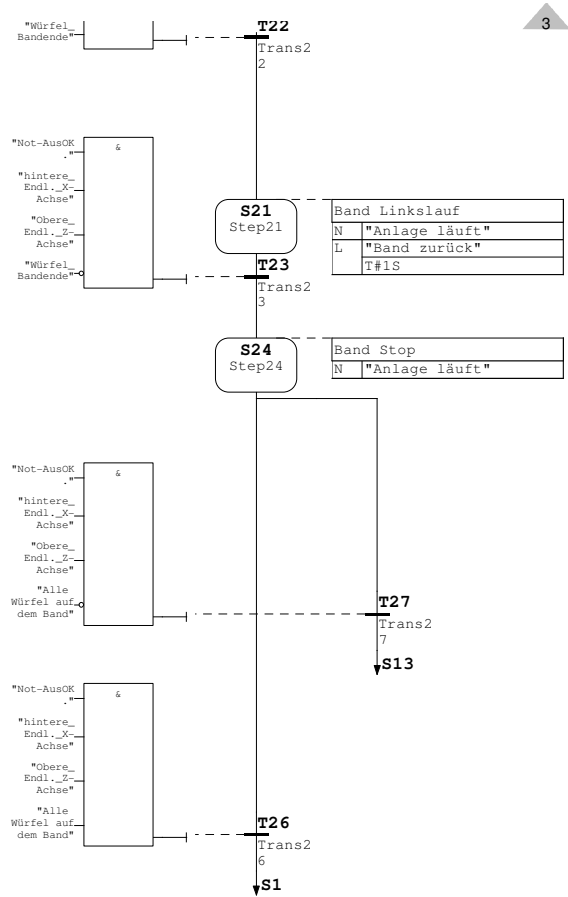 3
"Würfel_
Bandende"
T22
Trans2
2
"Not-AusOK
."
"hintere_
Endl._X-
Achse"
"Obere_
Endl._Z-
Achse"
"Würfel_
Bandende"
&
S21
Step21
Band Linkslauf
N "Anlage läuft"
L "Band zurück"
T#1S
T23
Trans2
3
S24
Step24
Band Stop
N "Anlage läuft"
"Not-AusOK
."
"hintere_
Endl._X-
Achse"
"Obere_
Endl._Z-
Achse"
"Alle
Würfel auf
dem Band"
&
T27
Trans2
7
S13
"Not-AusOK
."
"hintere_
Endl._X-
Achse"
"Obere_
Endl._Z-
Achse"
"Alle
Würfel auf
dem Band"
&
T26
Trans2
6
S1